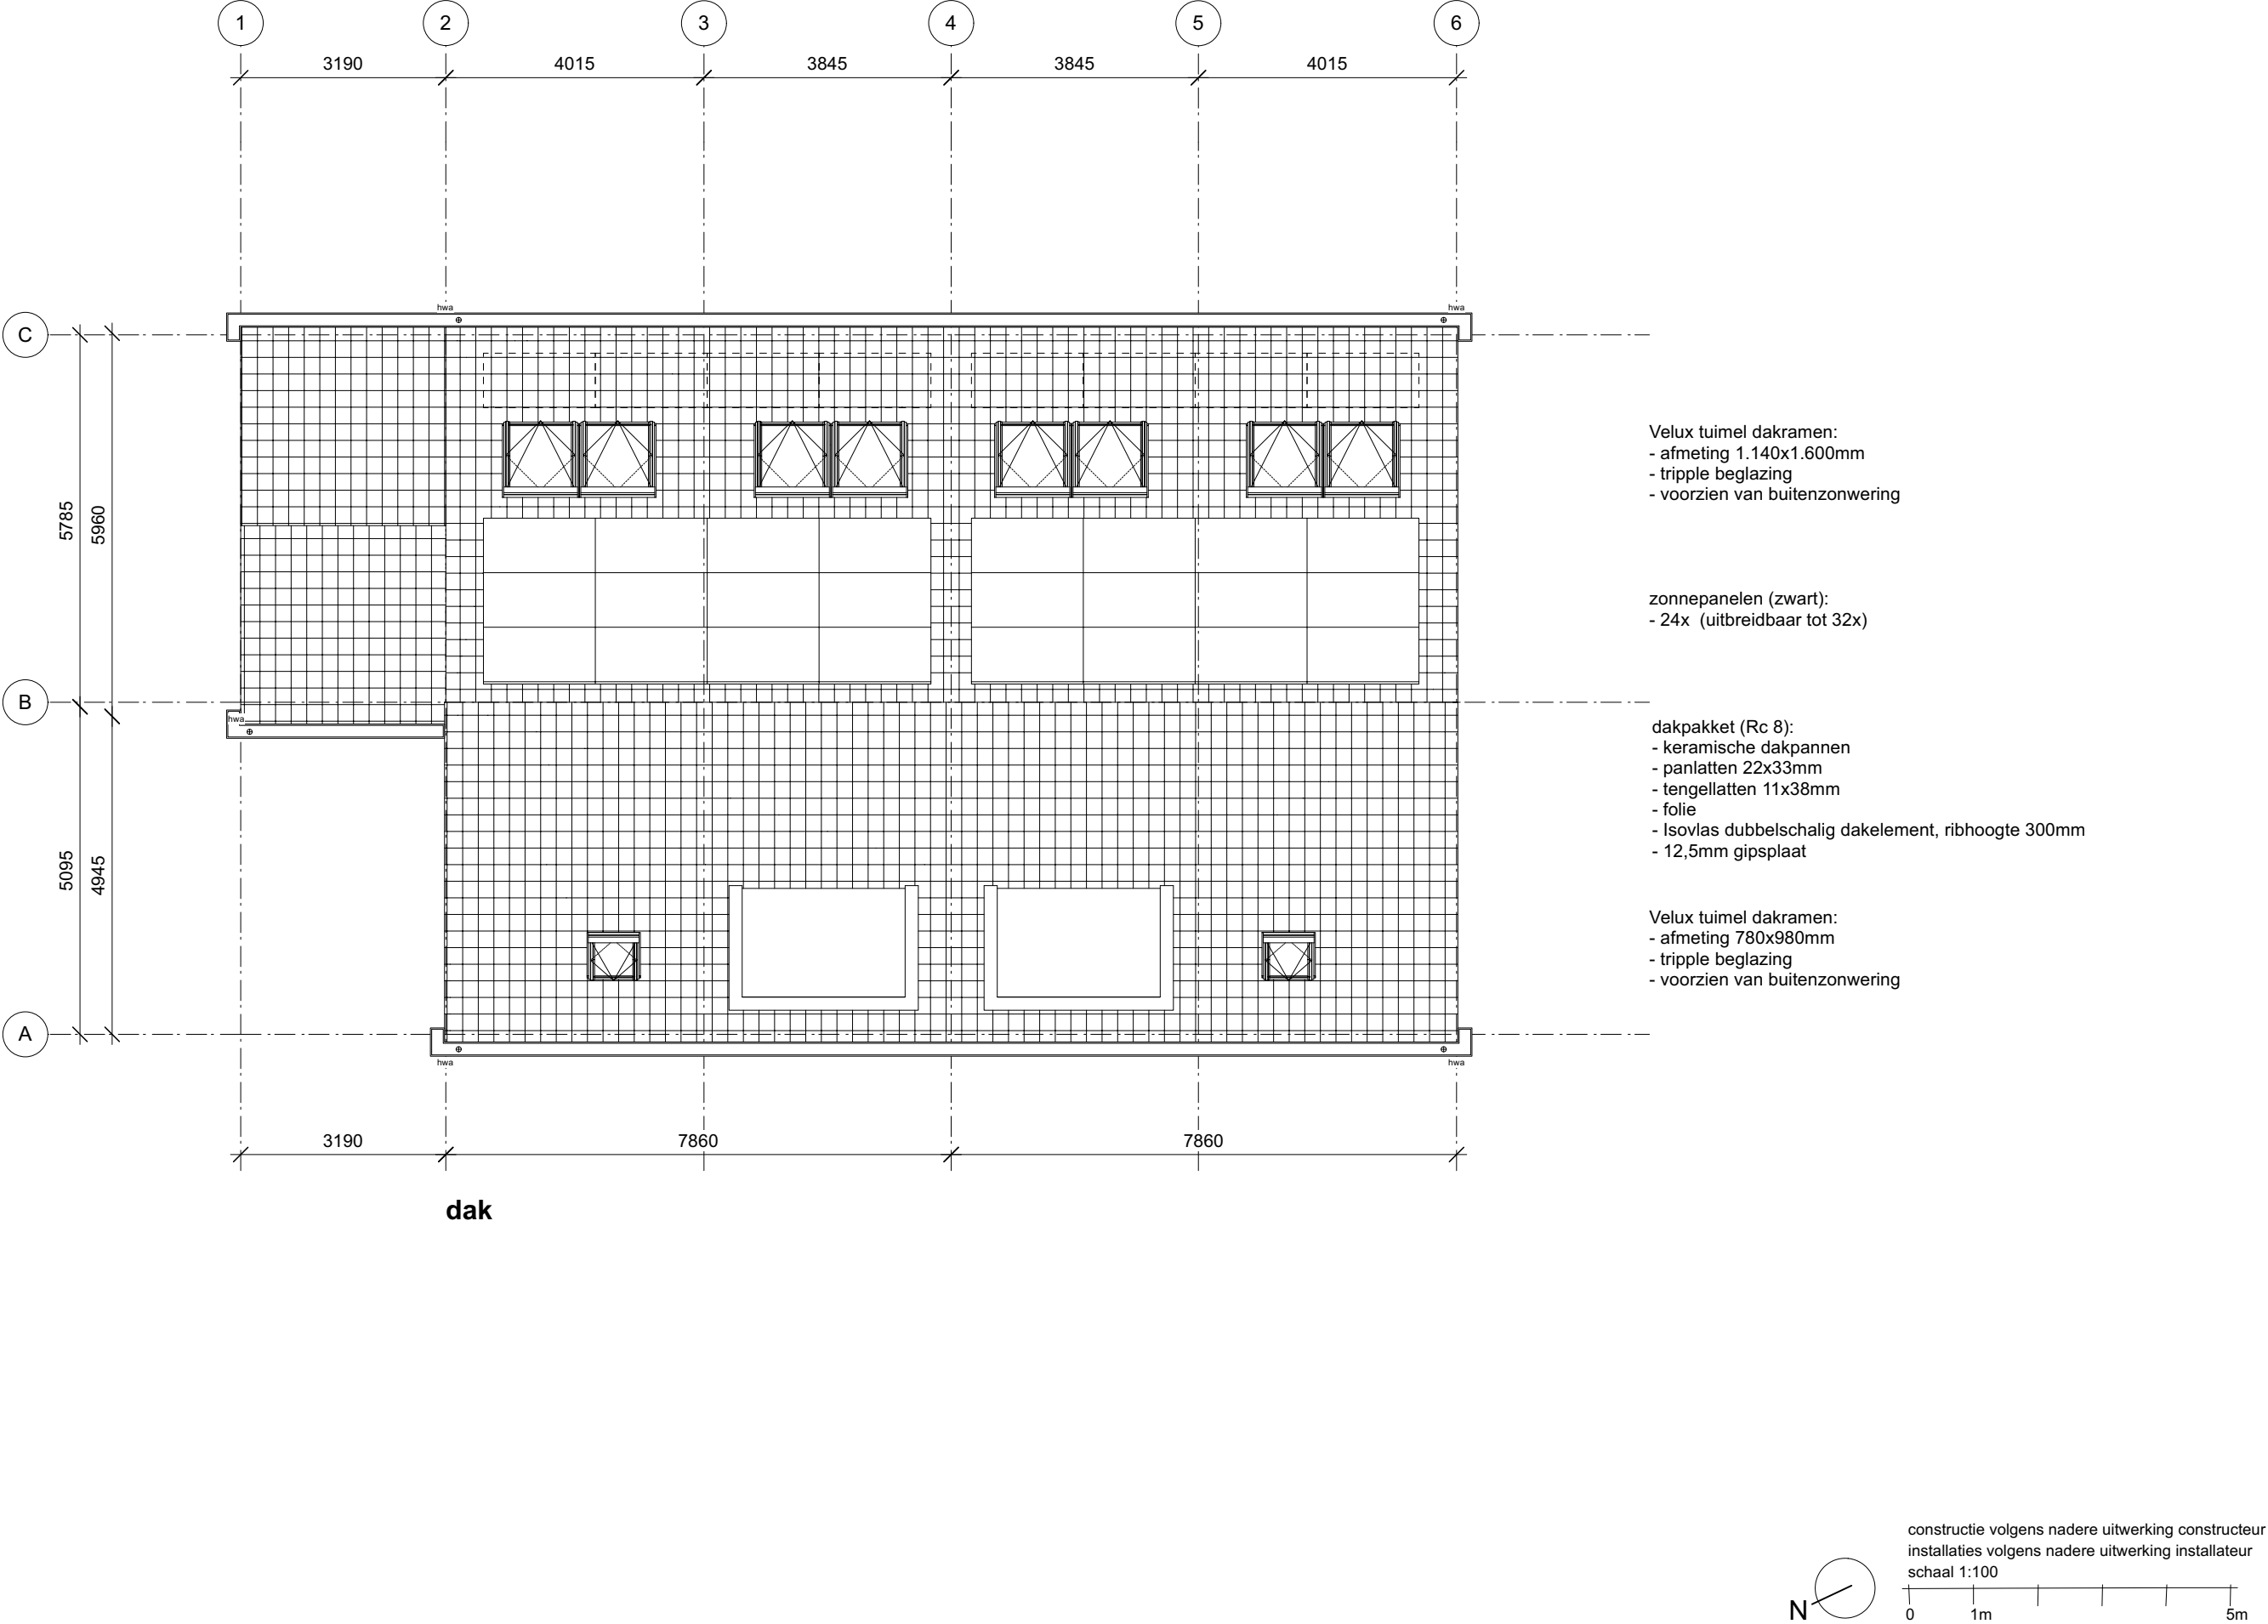 1 2 3 4 5 6
3190 4015 3845 3845 4015
hwa hwa
C
Velux tuimel dakramen:
- afmeting 1.140x1.600mm
- tripple beglazing
- voorzien van buitenzonwering
5785 5960
zonnepanelen (zwart):
- 24x (uitbreidbaar tot 32x)
B
hwa
dakpakket (Rc 8):
- keramische dakpannen
- panlatten 22x33mm
- tengellatten 11x38mm
- folie
- Isovlas dubbelschalig dakelement, ribhoogte 300mm
- 12,5mm gipsplaat
5095 4945
Velux tuimel dakramen:
- afmeting 780x980mm
- tripple beglazing
- voorzien van buitenzonwering
A
hwa hwa
3190 7860 7860
dak
constructie volgens nadere uitwerking constructeur
installaties volgens nadere uitwerking installateur
schaal 1:100
N
0 1m 5m